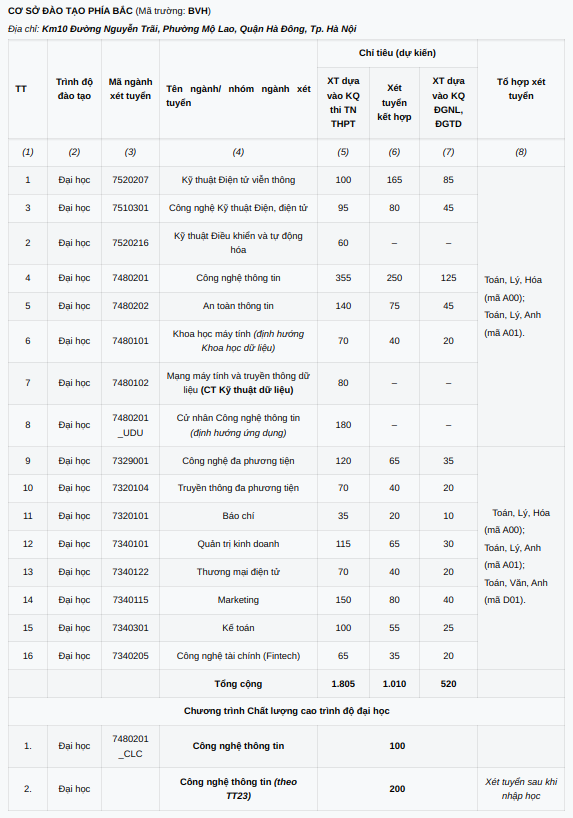 CƠ SỞ ĐÀO TẠO PHÍA BẮC (Mã trường: BVH)
Địa chỉ: Km10 Đường Nguyễn Trãi, Phường Mộ Lao, Quận Hà Đông, Tp. Hà Nội
TT
Trình độ
đào tạo
Mã ngành
xét tuyển
Tên ngành/ nhóm ngành xét
tuyển
Chỉ tiêu (dự kiến)
XT dựa
vào KQ
thi TN
THPT
Xét
tuyển
kết hợp
XT dựa
vào KQ
ĐGNL,
ĐGTD
Tổ hợp xét
tuyển
(1) (2) (3) (4) (5) (6) (7) (8)
1 Đại học 7520207 Kỹ thuật Điện tử viễn thông 100 165 85
3 Đại học 7510301 Công nghệ Kỹ thuật Điện, điện tử 95 80 45
2 Đại học 7520216 Kỹ thuật Điều khiển và tự động
hóa 60 – –
4 Đại học 7480201 Công nghệ thông tin 355 250 125
5 Đại học 7480202 An toàn thông tin 140 75 45
6 Đại học 7480101 Khoa học máy tính (định hướng
Khoa học dữ liệu) 70 40 20
7 Đại học 7480102 Mạng máy tính và truyền thông dữ
liệu (CT Kỹ thuật dữ liệu) 80 – –
8 Đại học 7480201
_UDU Cử nhân Công nghệ thông tin
(định hướng ứng dụng) 180 – –
Toán, Lý, Hóa
(mã A00);
Toán, Lý, Anh
(mã A01).
9 Đại học 7329001 Công nghệ đa phương tiện 120 65 35
10 Đại học 7320104 Truyền thông đa phương tiện 70 40 20
11 Đại học 7320101 Báo chí 35 20 10
12 Đại học 7340101 Quản trị kinh doanh 115 65 30
13 Đại học 7340122 Thương mại điện tử 70 40 20
14 Đại học 7340115 Marketing 150 80 40
15 Đại học 7340301 Kế toán 100 55 25
16 Đại học 7340205 Công nghệ tài chính (Fintech) 65 35 20
Toán, Lý, Hóa
(mã A00);
Toán, Lý, Anh
(mã A01);
Toán, Văn, Anh
(mã D01).
Tổng cộng 1.805 1.010 520
Chương trình Chất lượng cao trình độ đại học
1. Đại học 7480201
_CLC Công nghệ thông tin 100
2. Đại học Công nghệ thông tin (theo
TT23) 200 Xét tuyển sau khi
nhập học